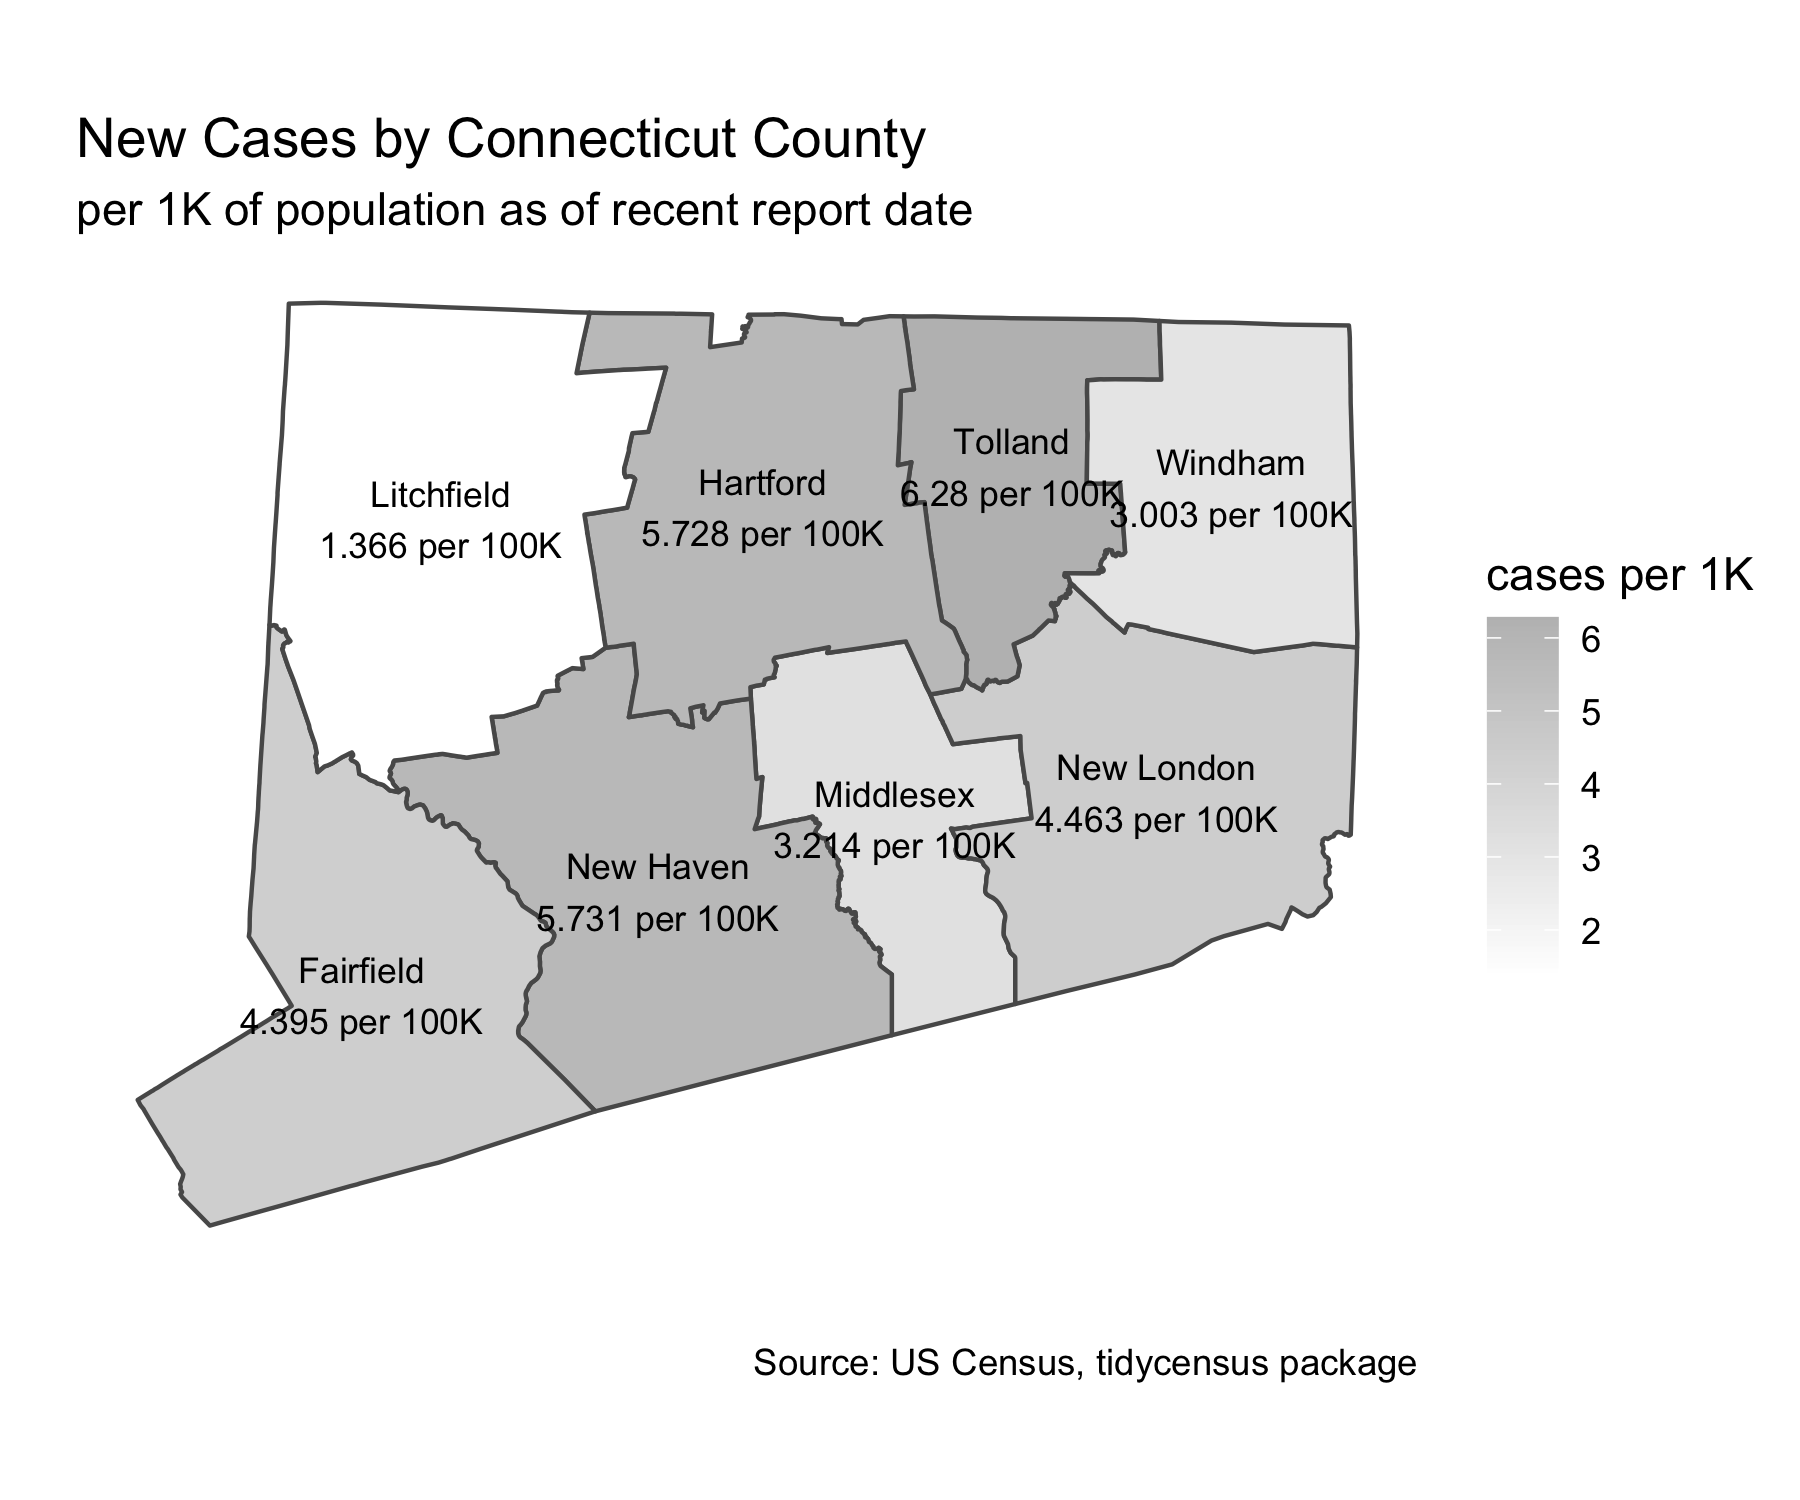 New Cases by Connecticut County
per 1K of population as of recent report date
Litchfield
1.366 per 100K
Hartford
5.728 per 100K
Tolland
6.28 per 100K
Windham
3.003 per 100K
New London
4.463 per 100K
Middlesex
3.214 per 100K
New Haven
5.731 per 100K
Fairfield
4.395 per 100K
cases per 1K
6
5
4
3
2
Source: US Census, tidycensus package